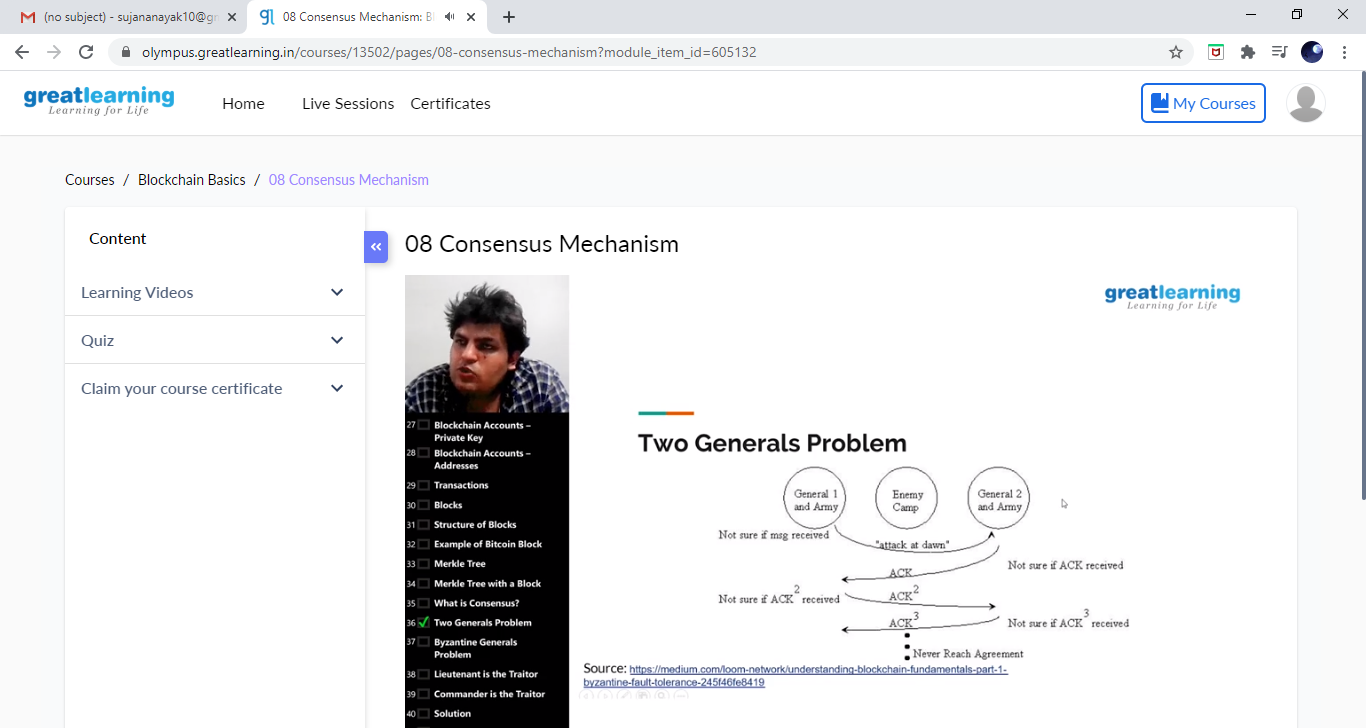 (no subject) - sujananayak10@gr
08 Consensus Mechanism: Bl
olympus.greatlearning.in/courses/13502/pages/08-consensus-mechanism?module_item_id=605132
greatlearning
Learning for Life
Home
Live Sessions
Certificates
My Courses
Courses / Blockchain Basics / 08 Consensus Mechanism
Content
Learning Videos
Quiz
Claim your course certificate
08 Consensus Mechanism
greatlearning
Learning for Life
27 Blockchain Accounts –
Private Key
28 Blockchain Accounts –
Addresses
29 Transactions
30 Blocks
31 Structure of Blocks
32 Example of Bitcoin Block
33 Merkle Tree
34 Merkle Tree with a Block
35 What is Consensus?
36 Two Generals Problem
37 Byzantine Generals
Problem
38 Lieutenant is the Traitor
39 Commander is the Traitor
40 Solution
Two Generals Problem
General 1
and Army
Enemy
Camp
General 2
and Army
Not sure if msg received
"attack at dawn"
Not sure if ACK received
ACK
Not sure if ACK² received
ACK²
ACK³
Not sure if ACK³ received
Never Reach Agreement
Source: https://medium.com/loom-network/understanding-blockchain-fundamentals-part-1-
byzantine-fault-tolerance-245f46fe8419